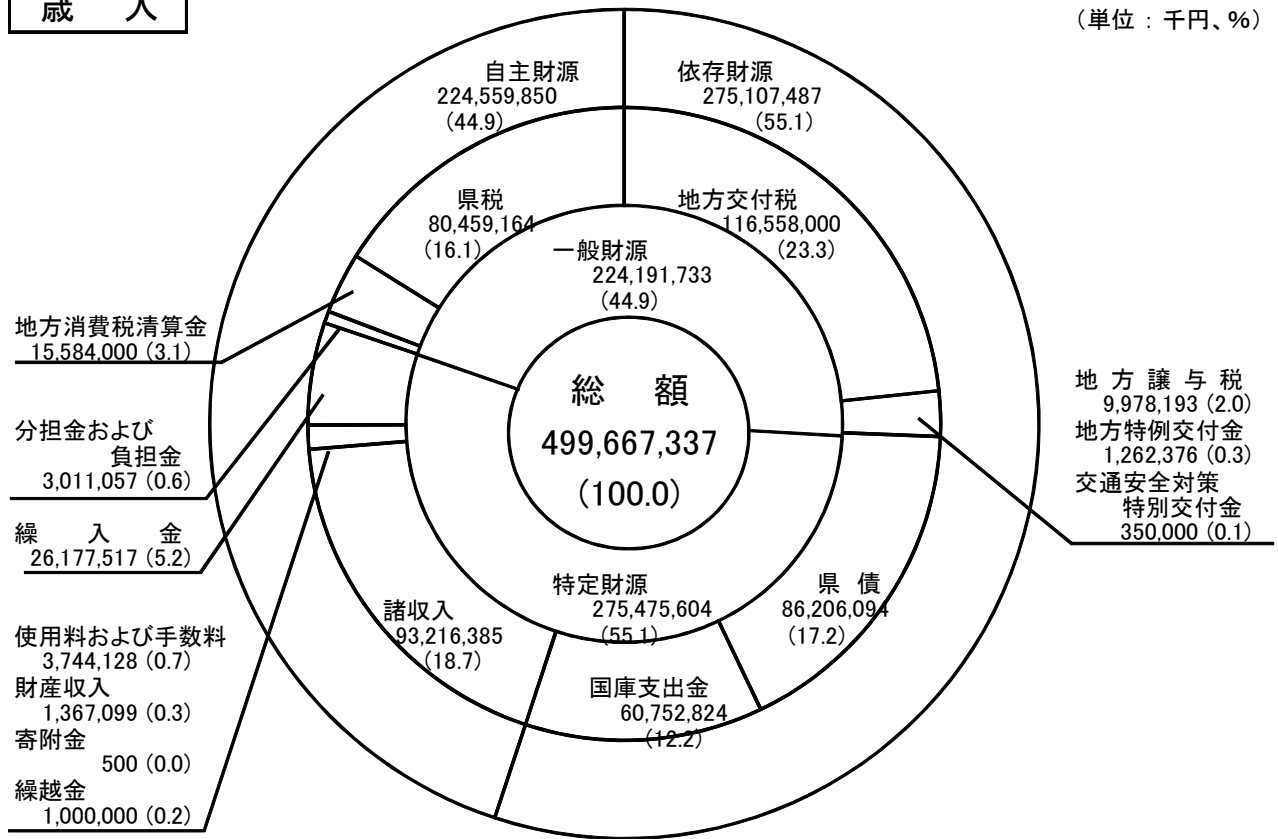 歳 入
（単位：千円、%）
自主財源
224,559,850
(44.9)
依存財源
275,107,487
(55.1)
県税
80,459,164
(16.1)
地方交付税
116,558,000
(23.3)
一般財源
224,191,733
(44.9)
総 額
499,667,337
(100.0)
地方消費税清算金
15,584,000 (3.1)
分担金および
負担金
3,011,057 (0.6)
繰 入 金
26,177,517 (5.2)
使用料および手数料
3,744,128 (0.7)
財産収入
1,367,099 (0.3)
寄附金
500 (0.0)
繰越金
1,000,000 (0.2)
地 方 譲 与 税
9,978,193 (2.0)
地方特例交付金
1,262,376 (0.3)
交通安全対策
特別交付金
350,000 (0.1)
特定財源
275,475,604
(55.1)
諸収入
93,216,385
(18.7)
県 債
86,206,094
(17.2)
国庫支出金
60,752,824
(12.2)